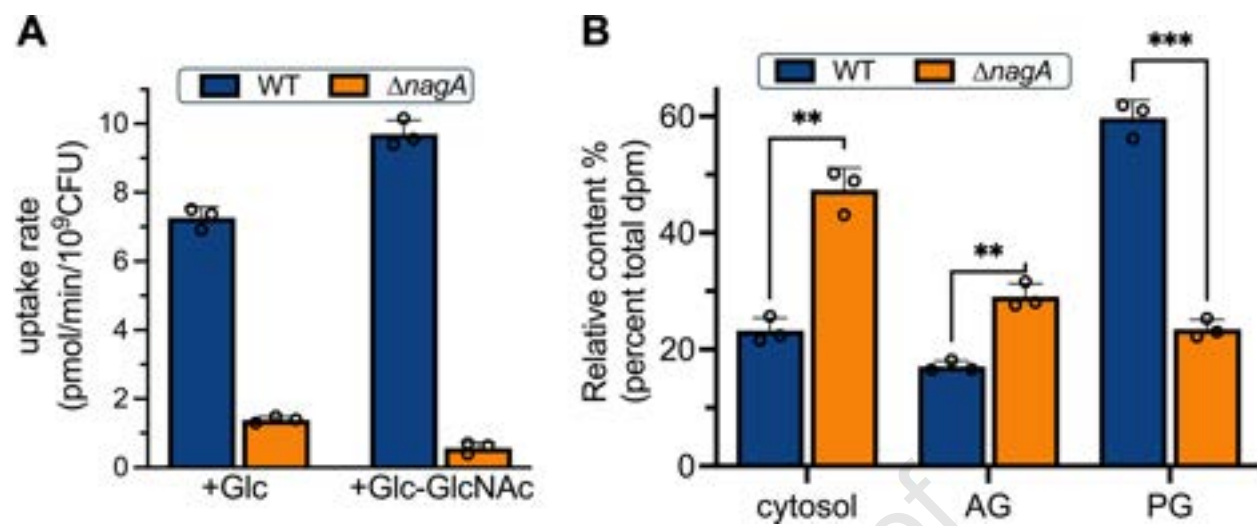 A
WT ΔnagA
uptake rate
(pmol/min/10⁹CFU)
10
8
6
4
2
0
+Glc +Glc-GlcNAc
B
WT ΔnagA
Relative content %
(percent total dpm)
60
40
20
0
**
**
***
cytosol AG PG